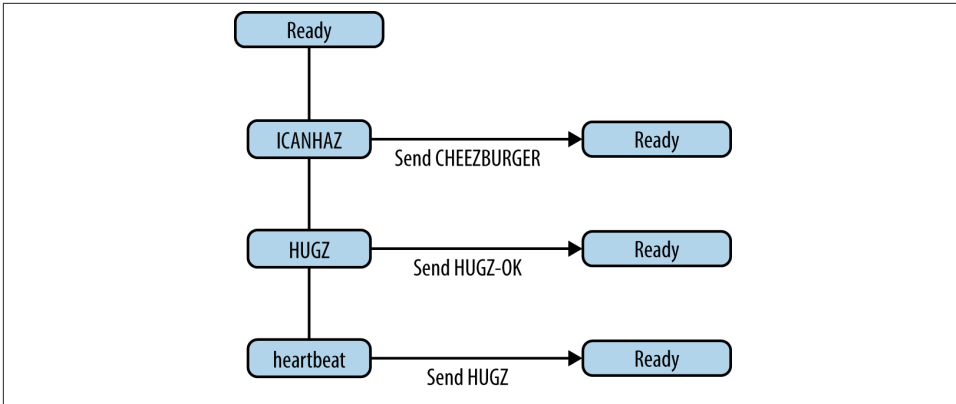 Ready
ICANHAZ
Send CHEEZBURGER
Ready
HUGZ
Send HUGZ-OK
Ready
heartbeat
Send HUGZ
Ready